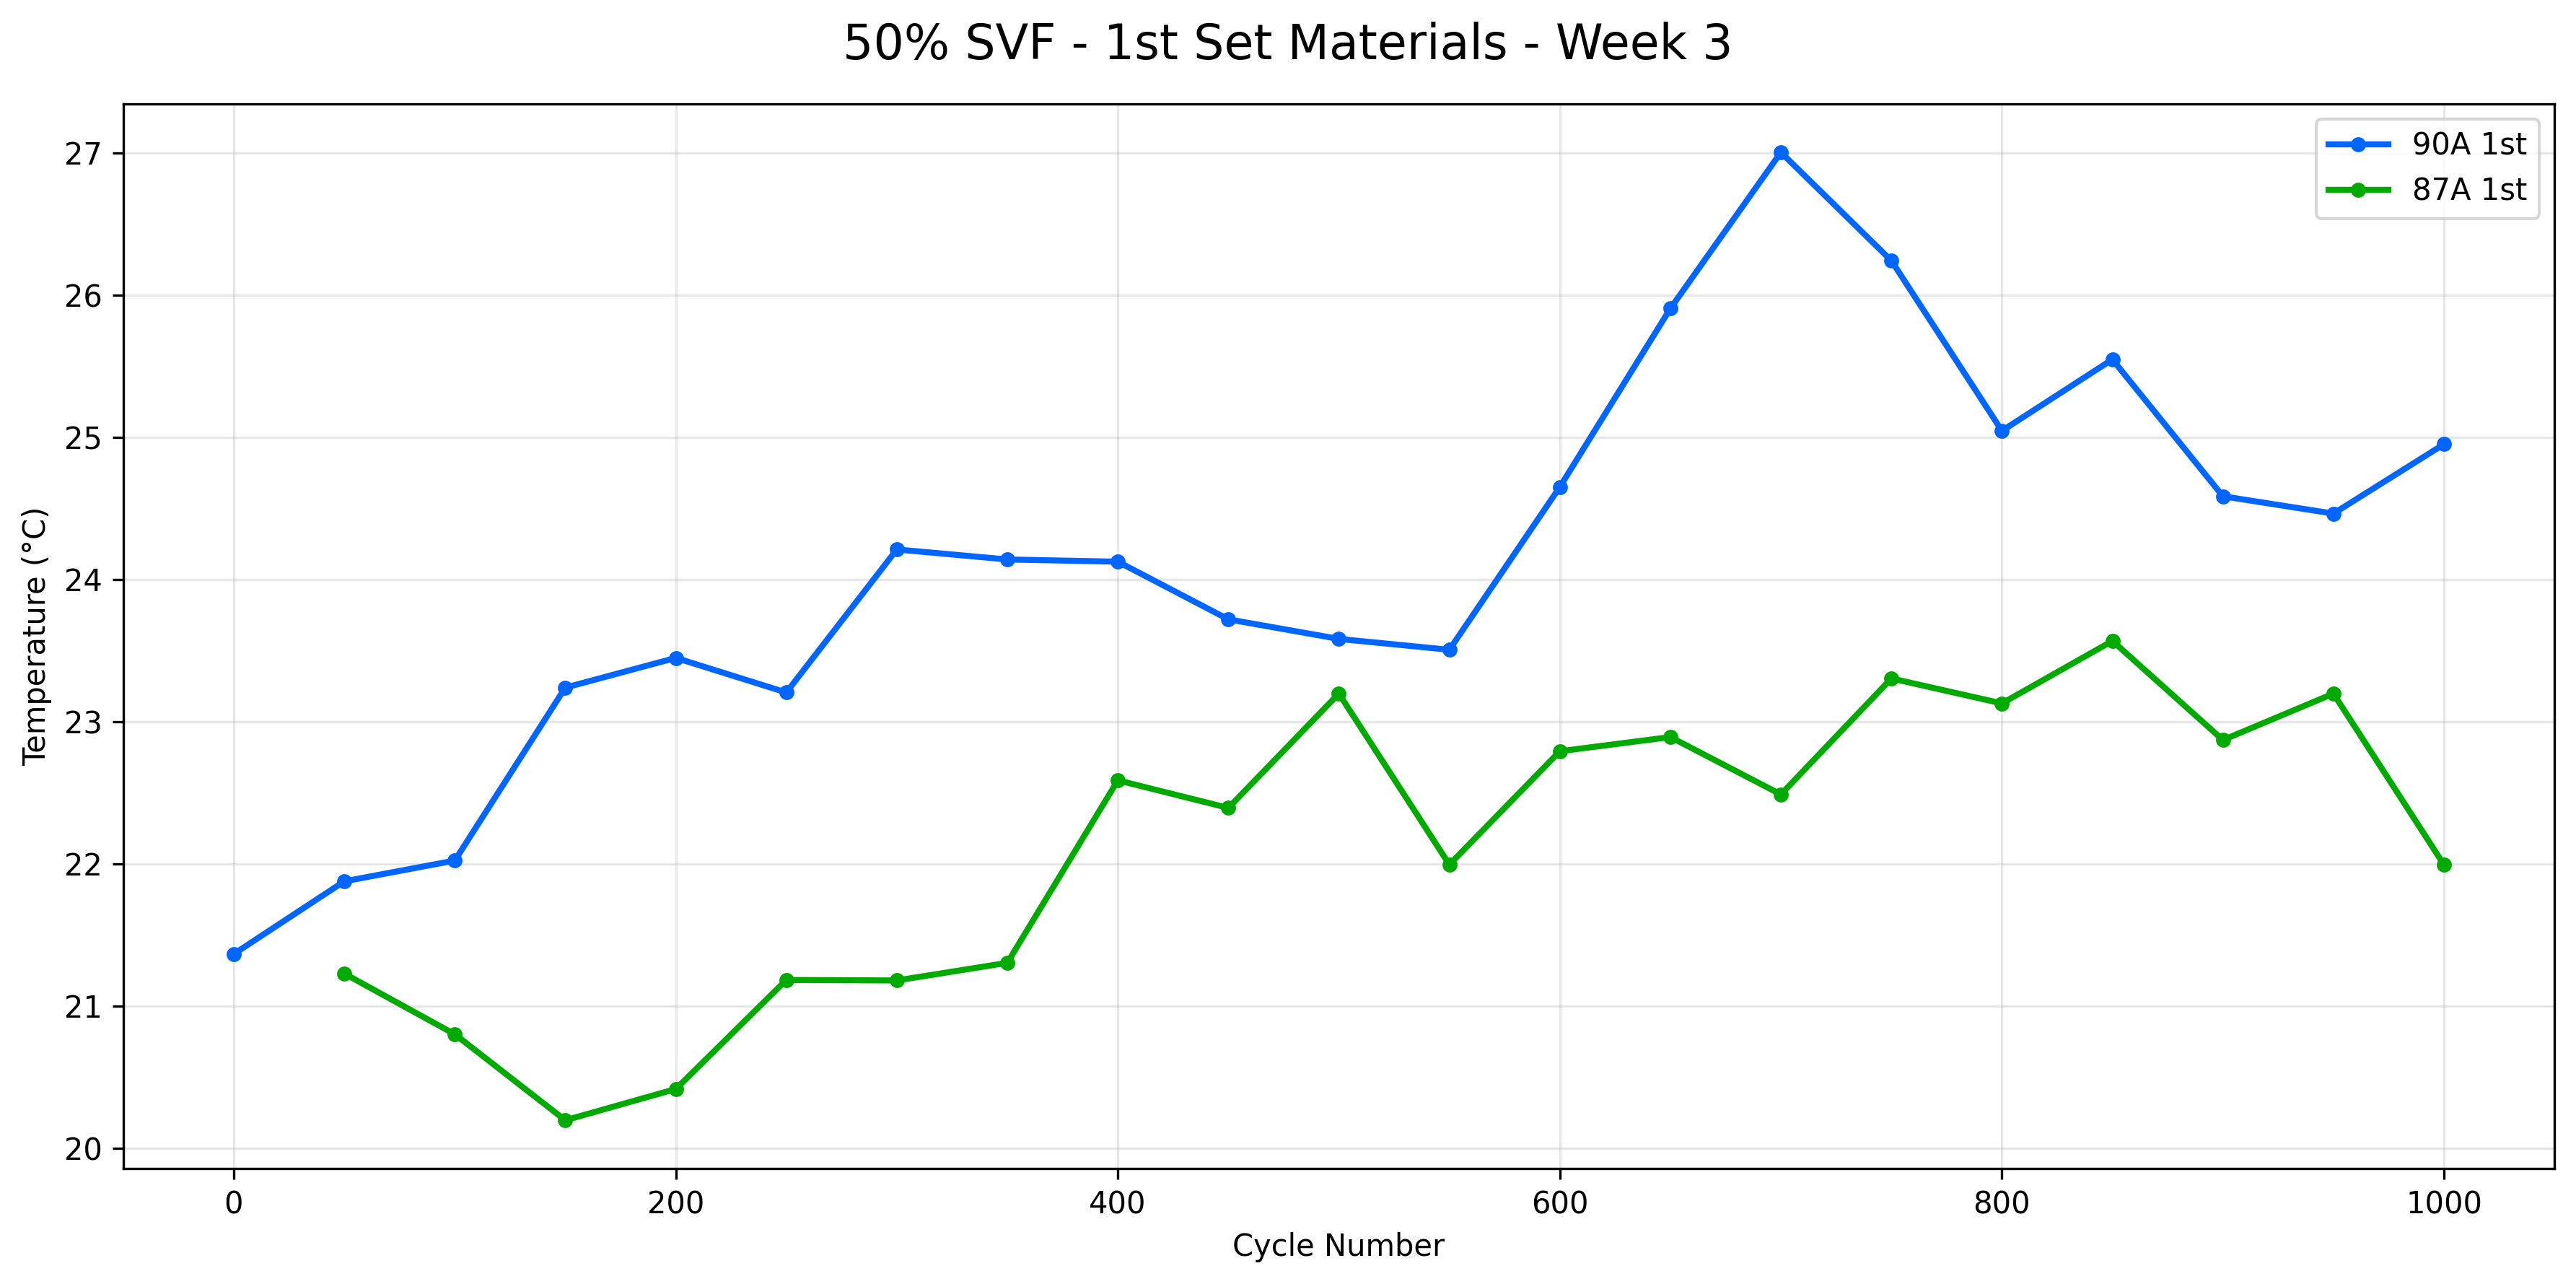 50% SVF - 1st Set Materials - Week 3
90A 1st
87A 1st
Temperature (°C)
27
26
25
24
23
22
21
20
0 200 400 600 800 1000
Cycle Number